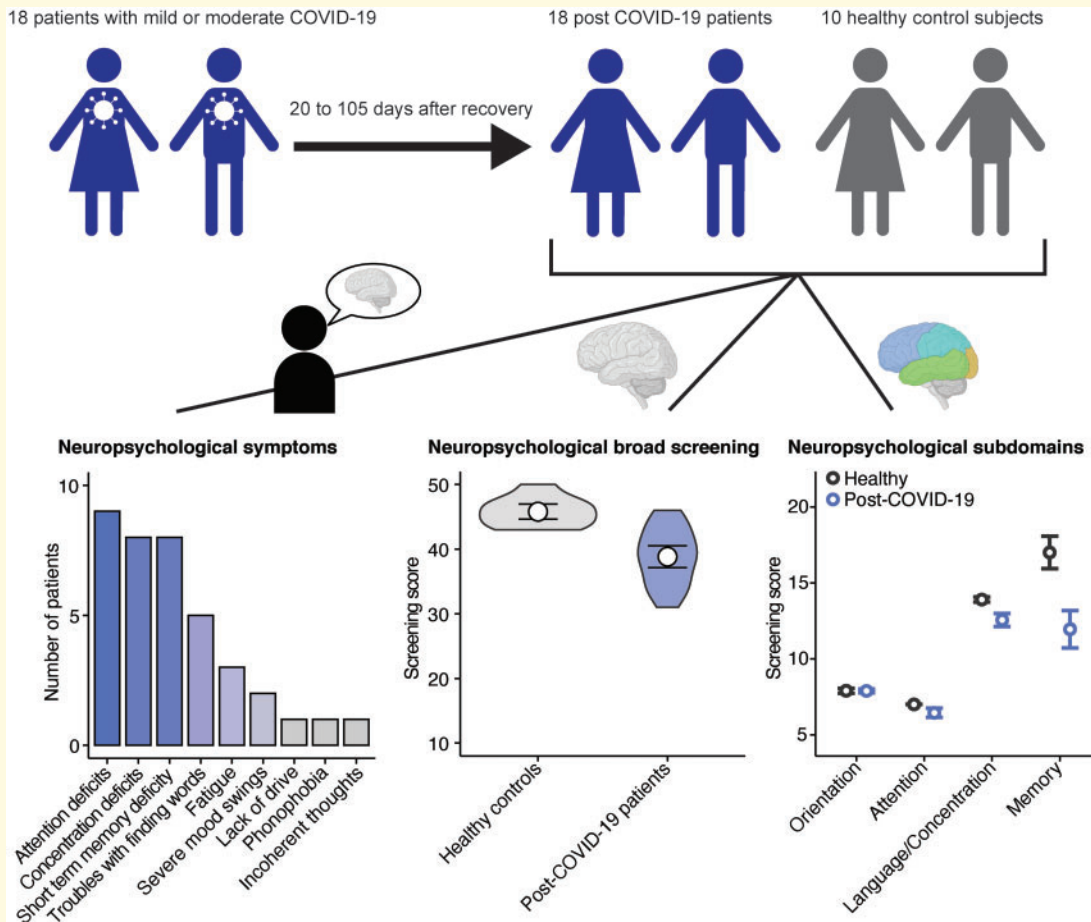 18 patients with mild or moderate COVID-19
18 post COVID-19 patients
10 healthy control subjects
20 to 105 days after recovery
Neuropsychological symptoms
10
5
0
Number of patients
Attention deficits
Concentration deficits
Short term memory deficity
Troubles with finding words
Fatigue
Severe mood swings
Lack of drive
Phonophobia
Incoherent thoughts
Neuropsychological broad screening
50
40
30
20
10
Screening score
Healthy controls
Post-COVID-19 patients
Neuropsychological subdomains
Healthy
Post-COVID-19
20
15
10
5
Screening score
Orientation
Attention
Language/Concentration
Memory